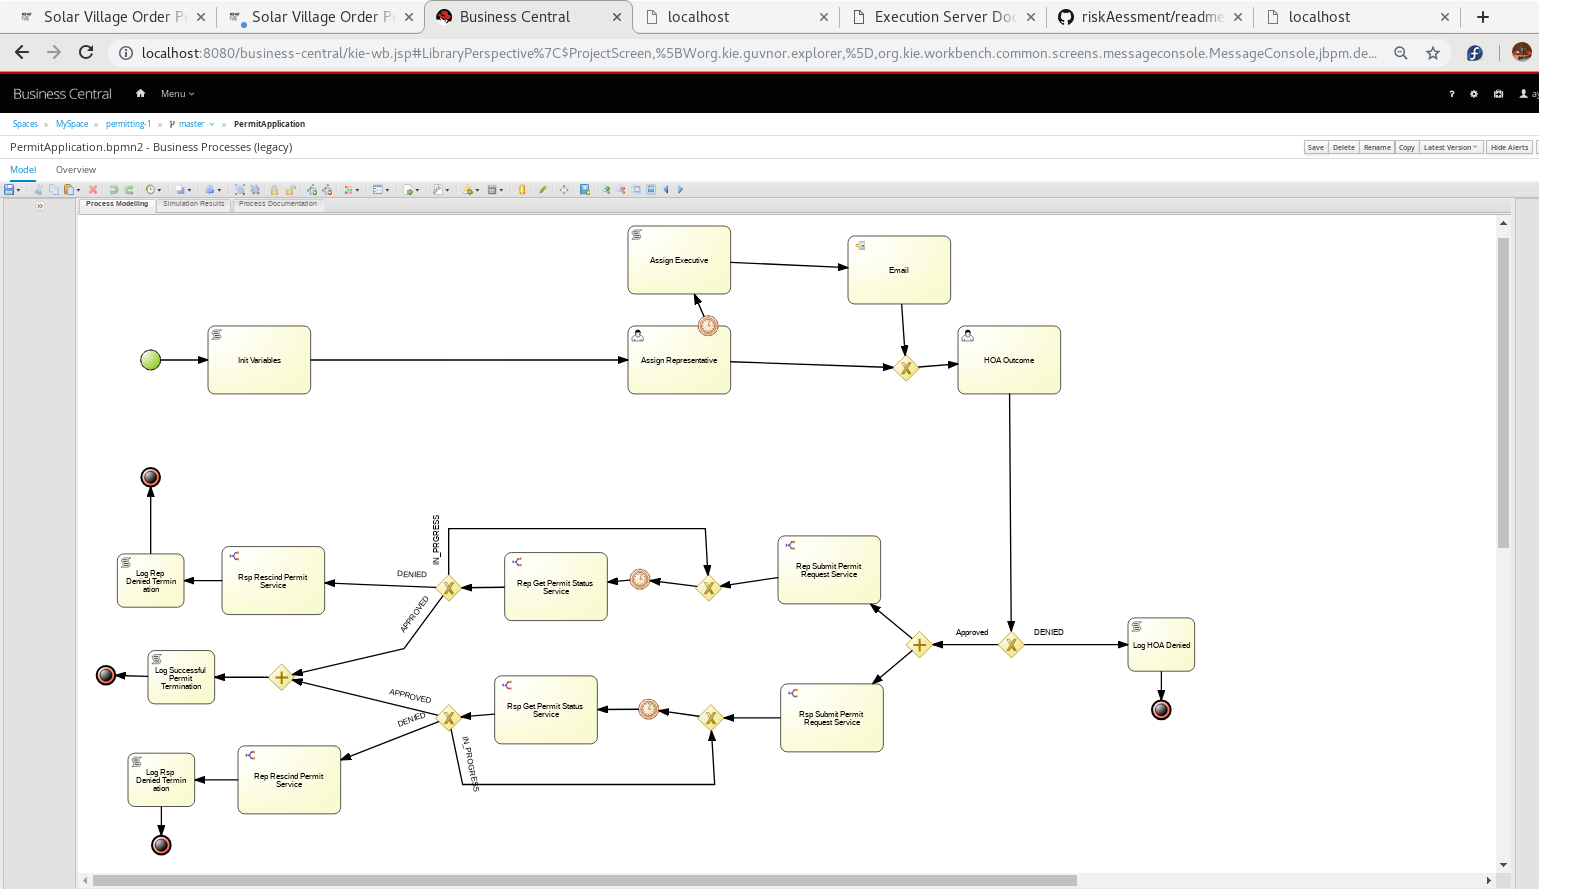 Solar Village Order Pe
Solar Village Order Pe
Business Central
localhost
Execution Server Doc
riskAessment/readme
localhost
localhost:8080/business-central/kie-wb.jsp#LibraryPerspective%7C$ProjectScreen,%5BWorg.kie.guvnor.explorer,%5D,org.kie.workbench.common.screens.messageconsole.MessageConsole,jbpm.de...
Business Central
Menu
?
ay
Spaces » MySpace » permitting-1 » master » PermitApplication
PermitApplication.bpmn2 - Business Processes (legacy)
Save Delete Rename Copy Latest Version Hide Alerts
Model Overview
Process Modelling Simulation Results Process Documentation
Assign Executive
Email
Init Variables
Assign Representative
HOA Outcome
IN_PRGRESS
Log Rep
Denied Termin
ation
Rsp Rescind Permit
Service
DENIED
Rep Get Permit Status
Service
Rep Submit Permit
Request Service
APPROVED
Approved
DENIED
Log HOA Denied
Log Successful
Permit
Termination
APPROVED
DENIED
Rsp Get Permit Status
Service
Rsp Submit Permit
Request Service
IN_PROGRESS
Log Rsp
Denied Termin
ation
Rep Rescind Permit
Service